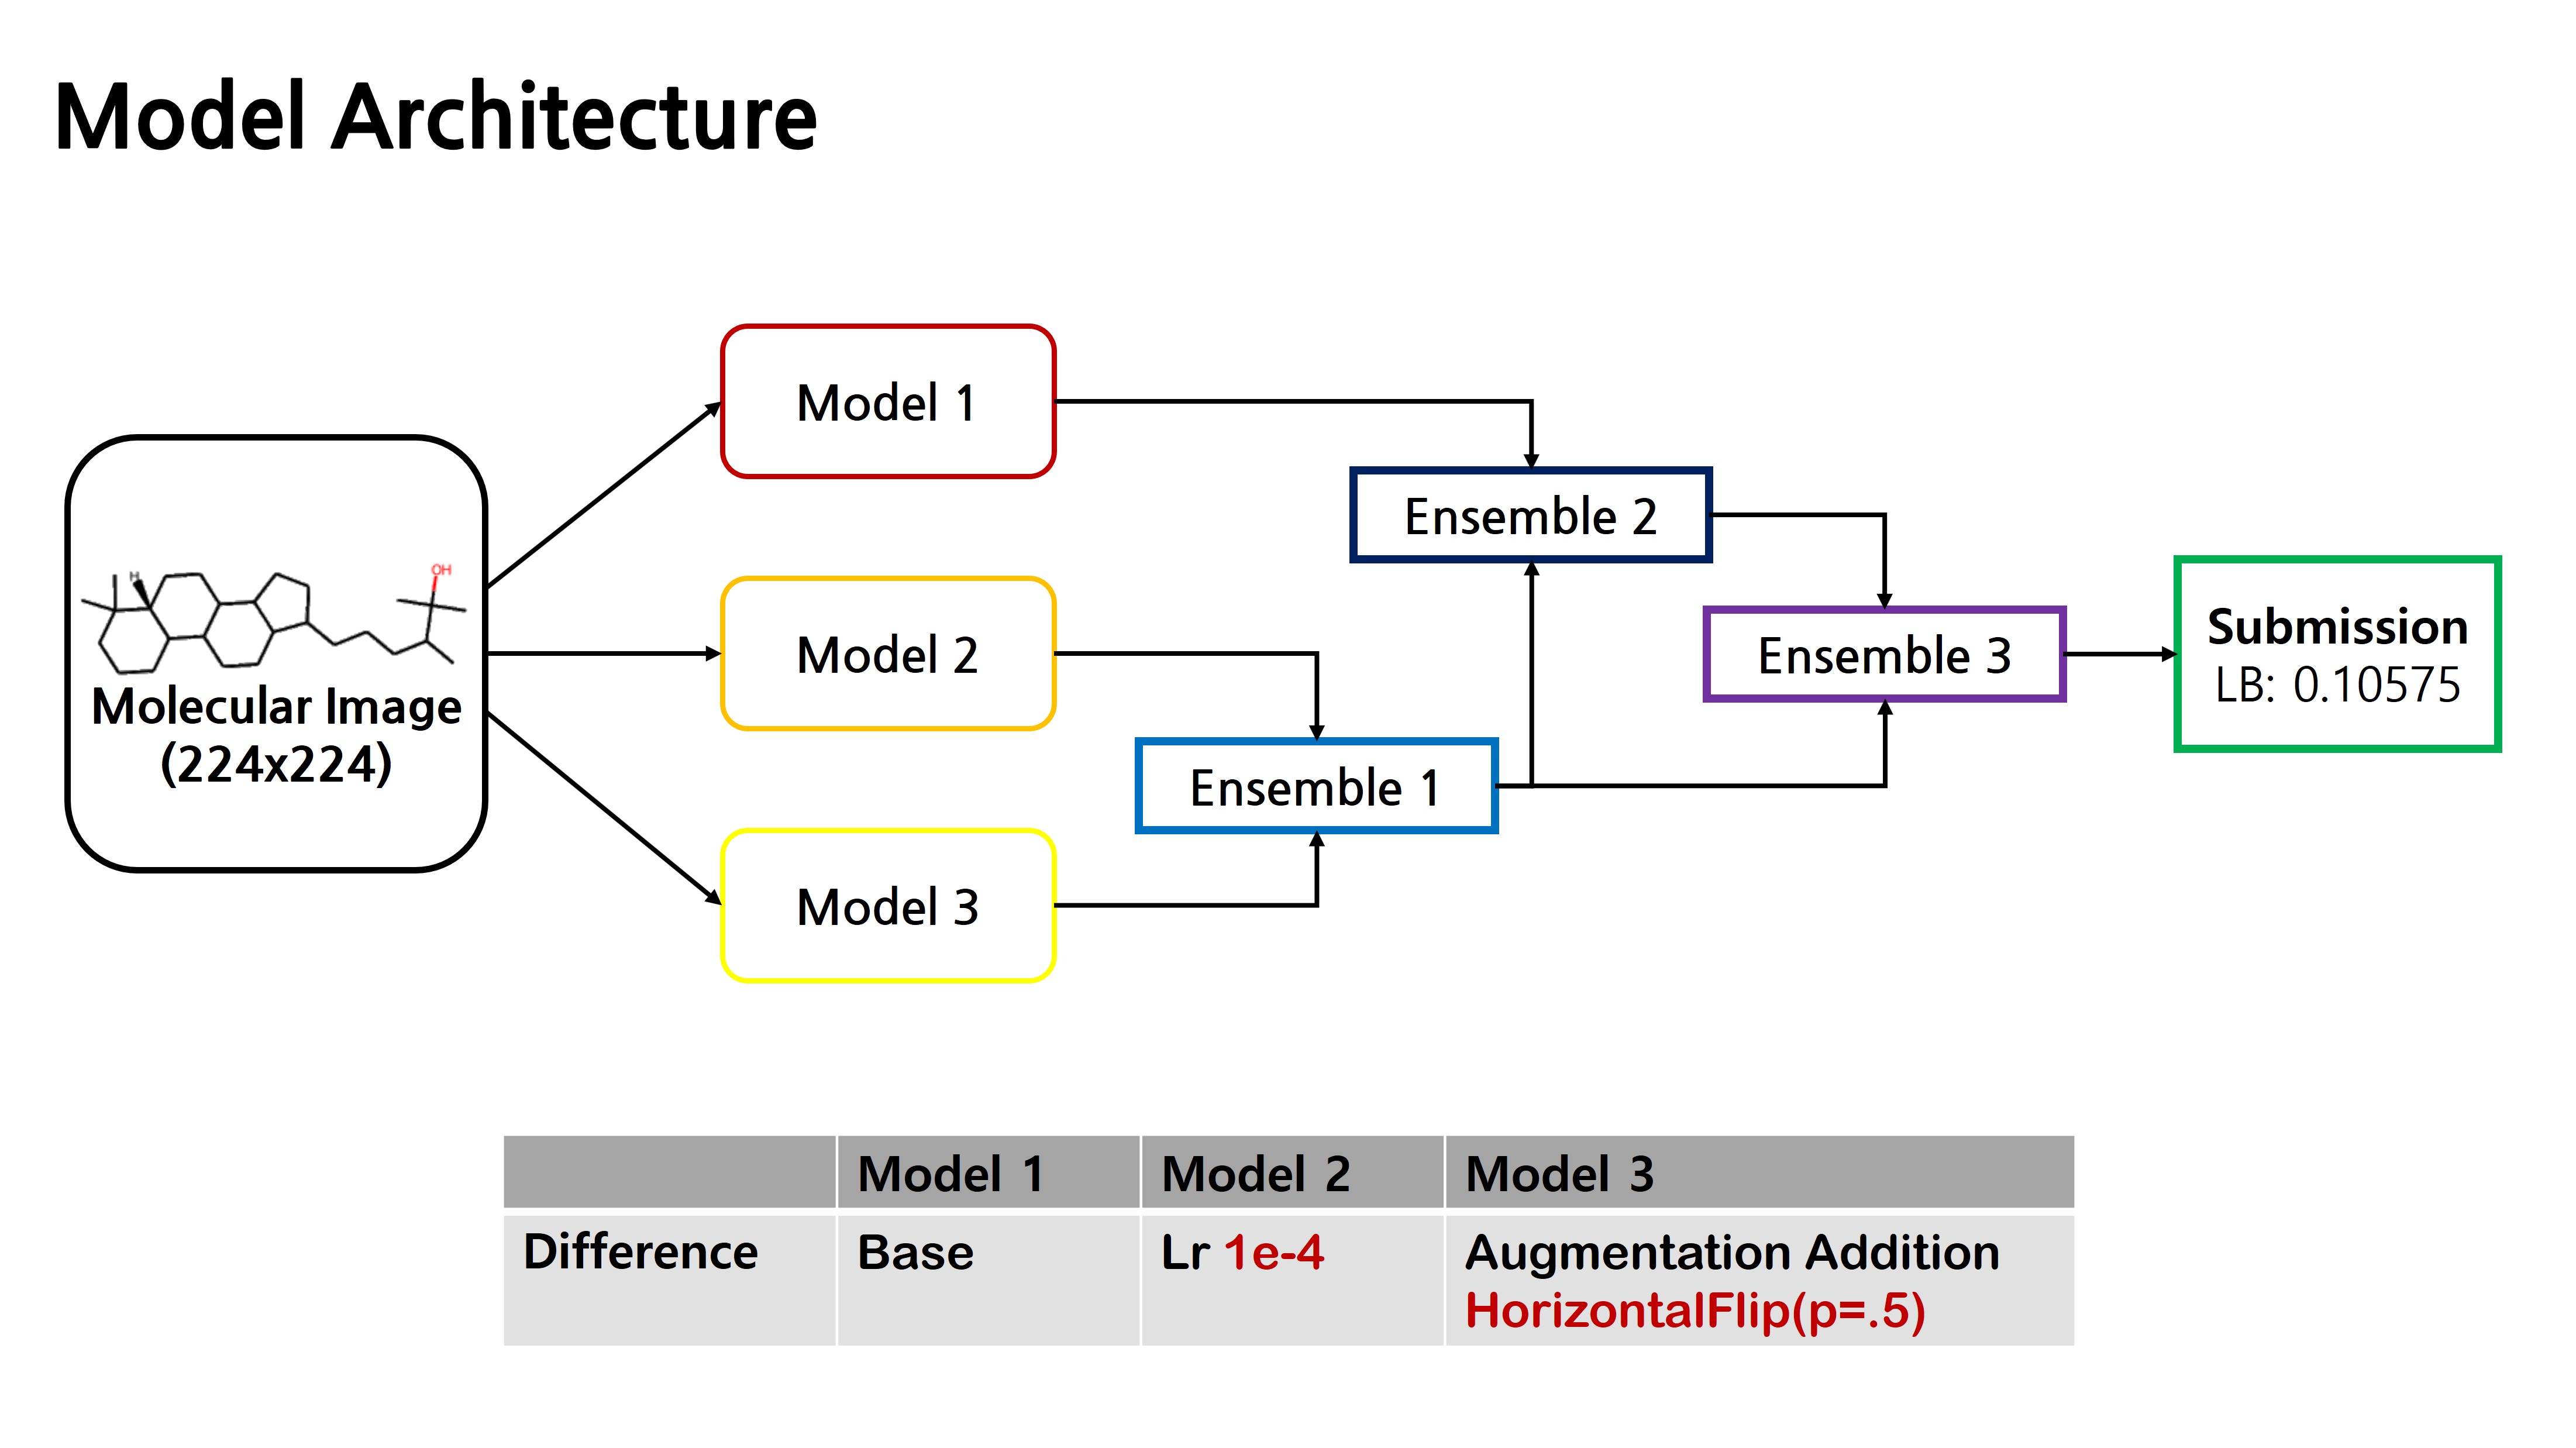 Model Architecture
Model 1
Ensemble 2
H
OH
Molecular Image
(224x224)
Model 2
Ensemble 3
Submission
LB: 0.10575
Ensemble 1
Model 3
Model 1 Model 2 Model 3
Difference Base Lr 1e-4 Augmentation Addition
HorizontalFlip(p=.5)